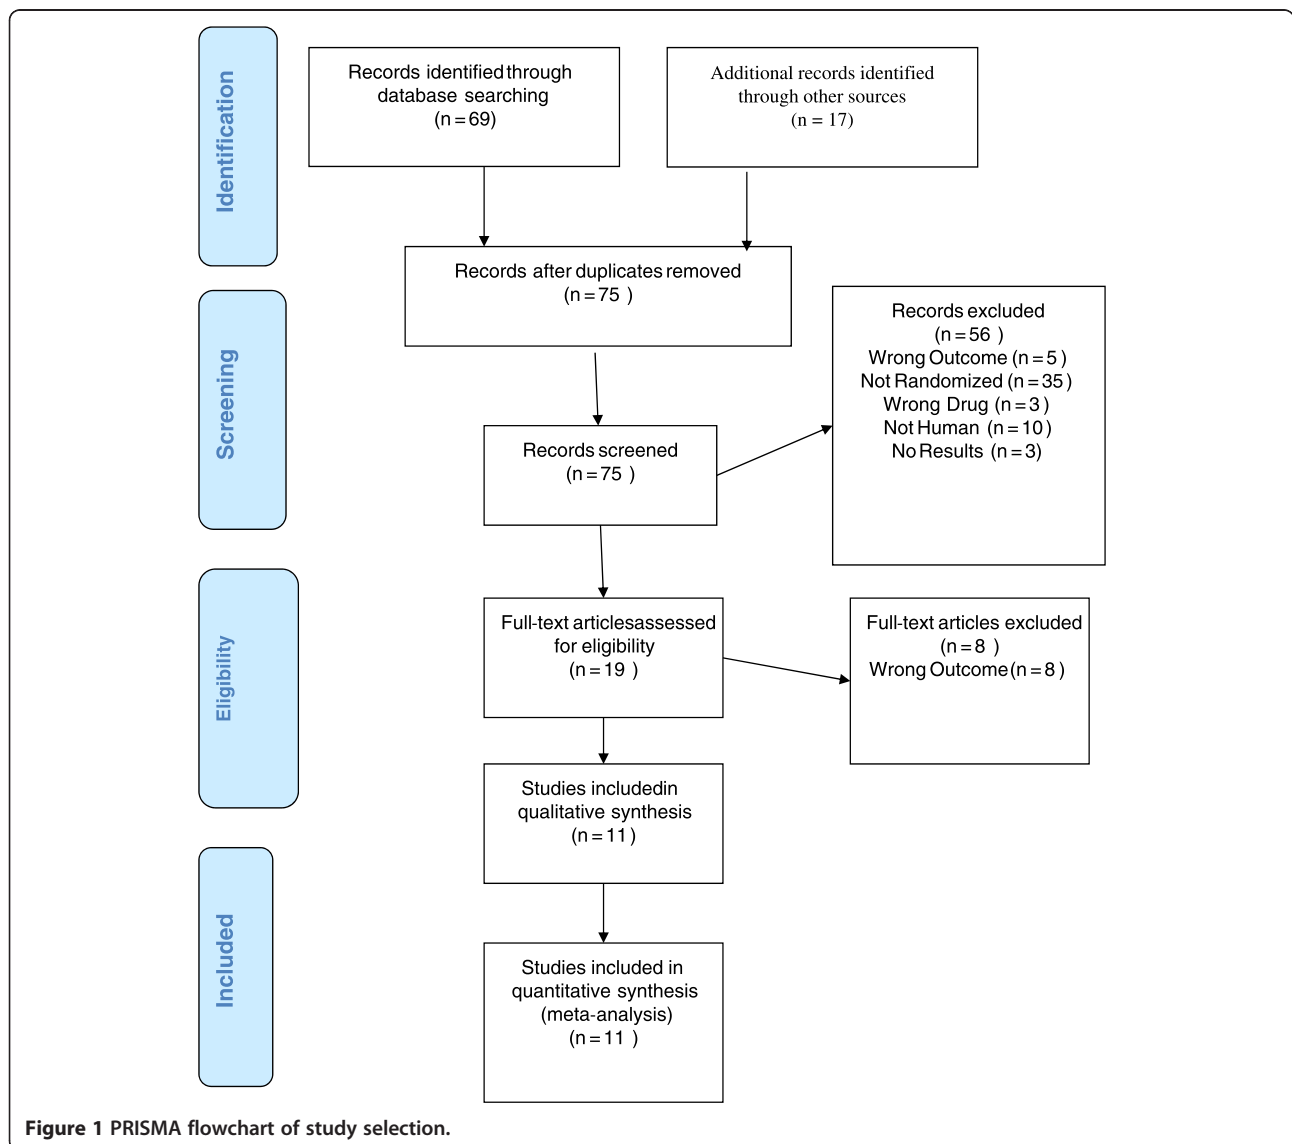 Identification
Records identified through
database searching
(n = 69)
Additional records identified
through other sources
(n = 17)
Records after duplicates removed
(n = 75 )
Screening
Records screened
(n = 75 )
Records excluded
(n = 56 )
Wrong Outcome (n = 5 )
Not Randomized (n = 35 )
Wrong Drug (n = 3 )
Not Human (n = 10 )
No Results (n = 3)
Eligibility
Full-text articlesassessed
for eligibility
(n = 19 )
Full-text articles excluded
(n = 8 )
Wrong Outcome(n = 8 )
Studies includedin
qualitative synthesis
(n = 11 )
Included
Studies included in
quantitative synthesis
(meta-analysis)
(n = 11 )
Figure 1 PRISMA flowchart of study selection.